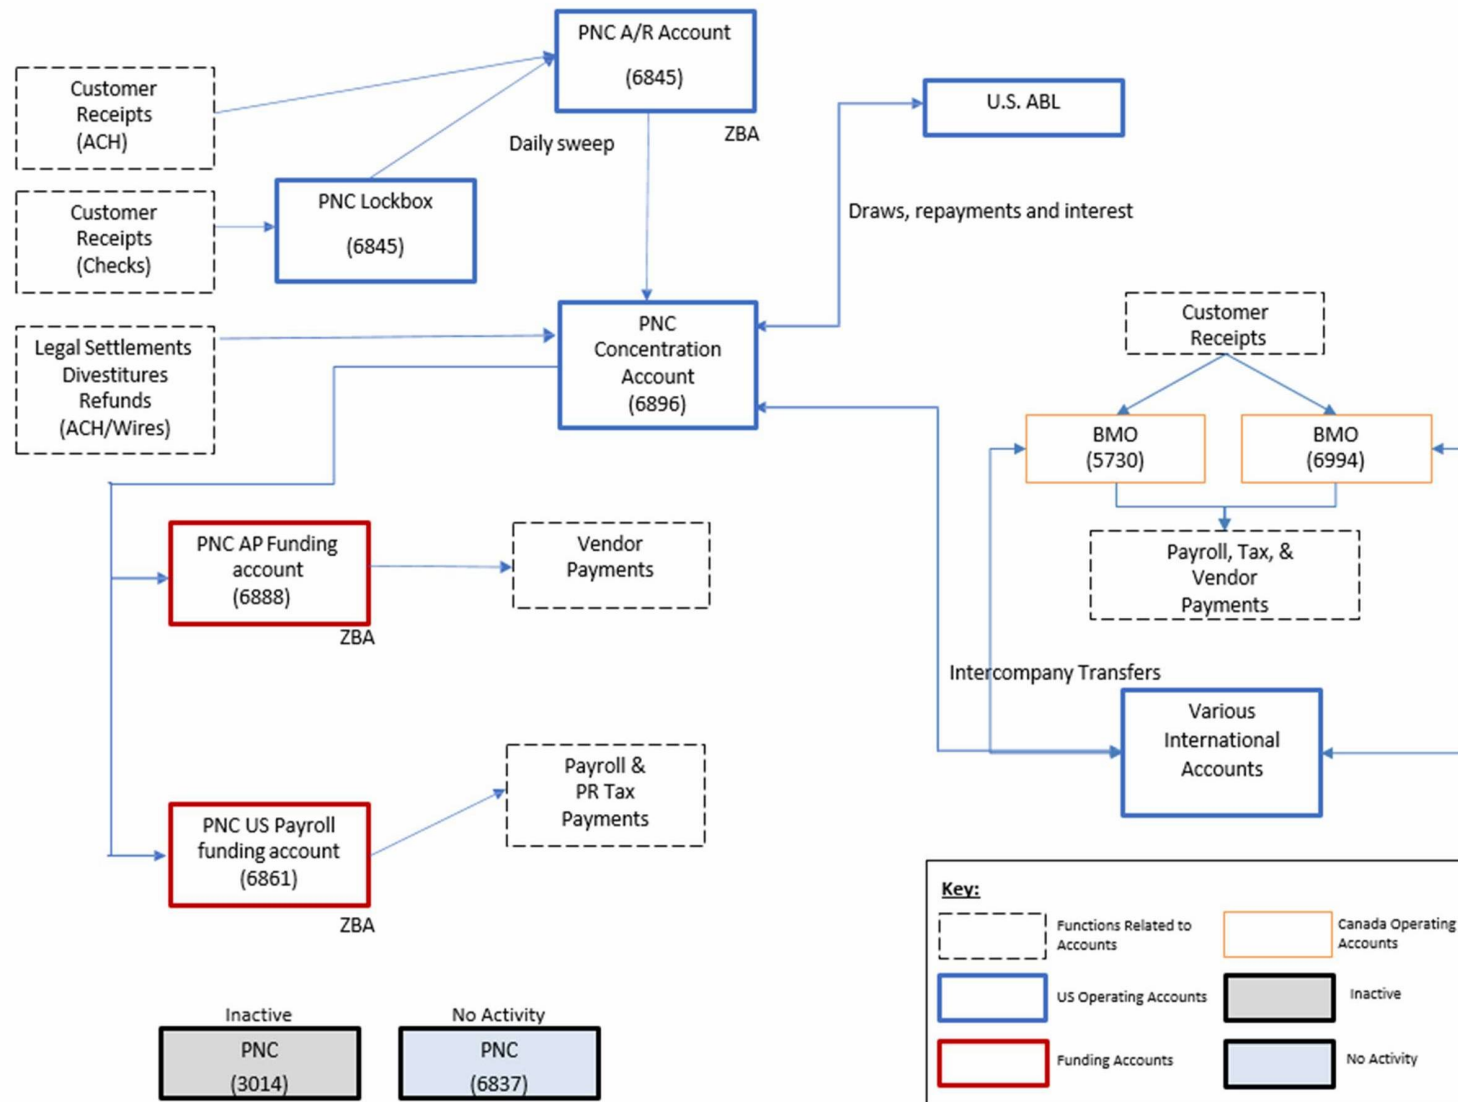 PNC A/R Account
(6845)
ZBA
Customer
Receipts
(ACH)
Daily sweep
U.S. ABL
PNC Lockbox
(6845)
Customer
Receipts
(Checks)
Draws, repayments and interest
Legal Settlements
Divestitures
Refunds
(ACH/Wires)
PNC
Concentration
Account
(6896)
Customer
Receipts
BMO
(5730)
BMO
(6994)
Payroll, Tax, &
Vendor
Payments
PNC AP Funding
account
(6888)
ZBA
Vendor
Payments
Intercompany Transfers
Various
International
Accounts
Payroll &
PR Tax
Payments
PNC US Payroll
funding account
(6861)
ZBA
Key:
Functions Related to
Accounts
Canada Operating
Accounts
US Operating Accounts
Inactive
Funding Accounts
No Activity
Inactive
PNC
(3014)
No Activity
PNC
(6837)